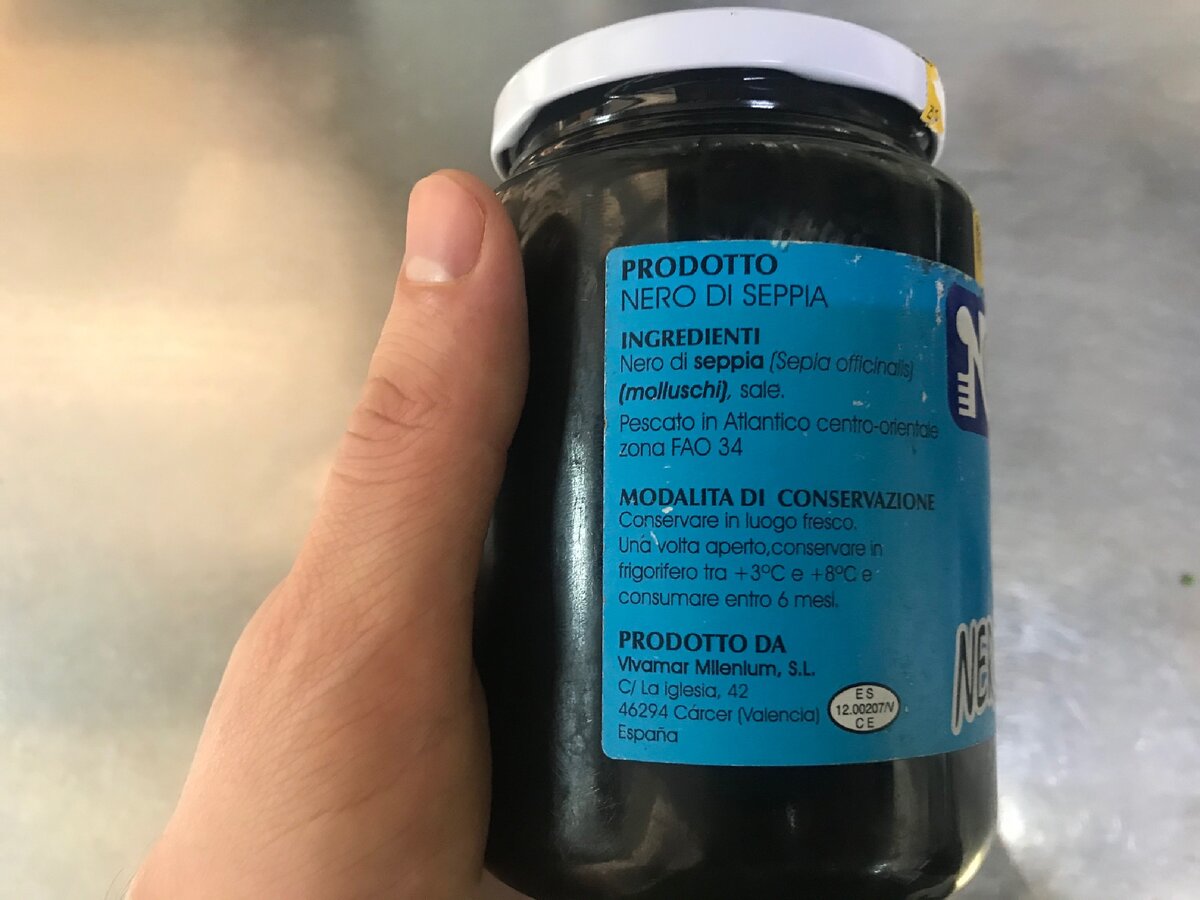 PRODOTTO
NERO DI SEPPIA
INGREDIENTI
Nero di seppia (Sepia officinalis)
(molluschi), sale.
Pescato in Atlantico centro-orientale
zona FAO 34
MODALITA DI CONSERVAZIONE
Conservare in luogo fresco.
Una volta aperto,conservare in
frigorifero tra +3ºC e +8ºC e
consumare entro 6 mesi.
PRODOTTO DA
Vivamar Milenium, S.L.
C/ La iglesia, 42
46294 Cárcer (Valencia)
España
ES
12.00207/V
CE